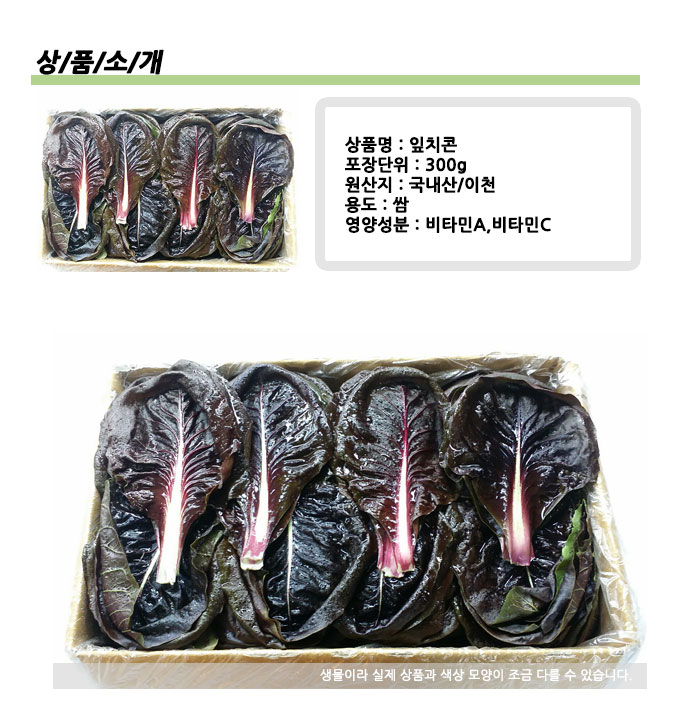 상/품/소/개
상품명 : 잎치콘
포장단위 : 300g
원산지 : 국내산/이천
용도 : 쌈
영양성분 : 비타민A,비타민C
생물이라 실제 상품과 색상 모양이 조금 다를 수 있습니다.